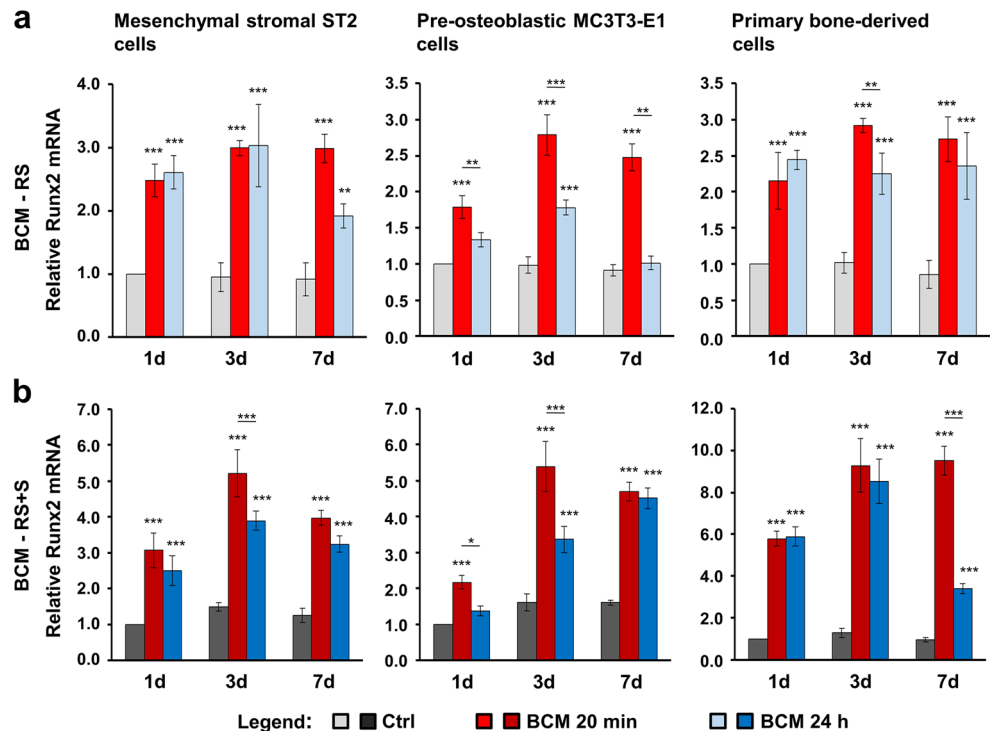 a
Mesenchymal stromal ST2
cells
Pre-osteoblastic MC3T3-E1
cells
Primary bone-derived
cells
BCM - RS
Relative Runx2 mRNA
4.0
3.0
2.0
1.0
0.0
*** *** *** *** *** **
1d 3d 7d
3.5
3.0
2.5
2.0
1.5
1.0
0.5
0.0
*** ** *** *** *** *** **
1d 3d 7d
3.5
3.0
2.5
2.0
1.5
1.0
0.5
0.0
*** *** *** ** *** *** ***
1d 3d 7d
b
BCM - RS+S
Relative Runx2 mRNA
7.0
6.0
5.0
4.0
3.0
2.0
1.0
0.0
*** *** *** *** *** *** ***
1d 3d 7d
7.0
6.0
5.0
4.0
3.0
2.0
1.0
0.0
*** * *** *** *** *** ***
1d 3d 7d
12.0
10.0
8.0
6.0
4.0
2.0
0.0
*** *** *** *** *** *** ***
1d 3d 7d
Legend: Ctrl BCM 20 min BCM 24 h